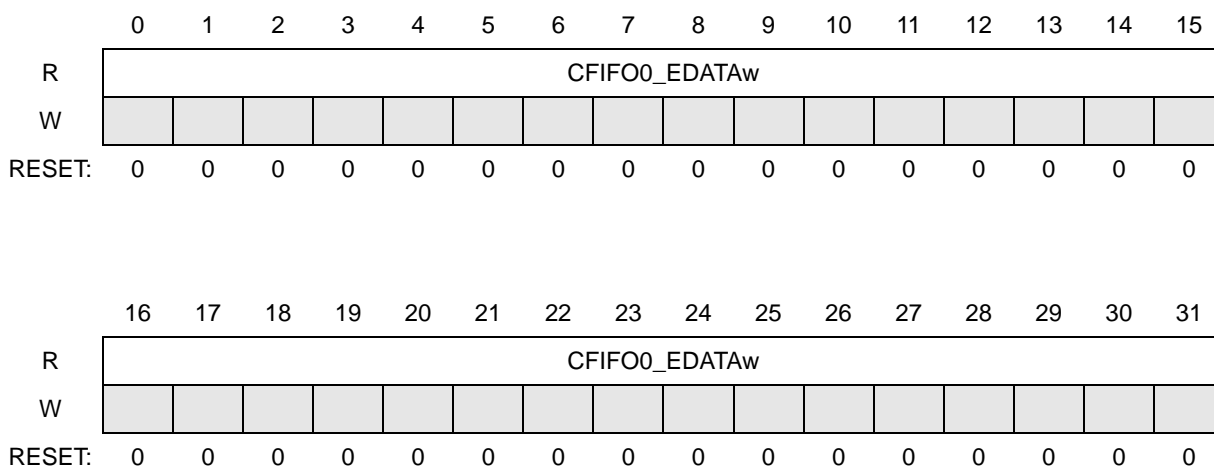 0 1 2 3 4 5 6 7 8 9 10 11 12 13 14 15
R CFIFO0_EDATAw
W
RESET: 0 0 0 0 0 0 0 0 0 0 0 0 0 0 0 0
16 17 18 19 20 21 22 23 24 25 26 27 28 29 30 31
R CFIFO0_EDATAw
W
RESET: 0 0 0 0 0 0 0 0 0 0 0 0 0 0 0 0